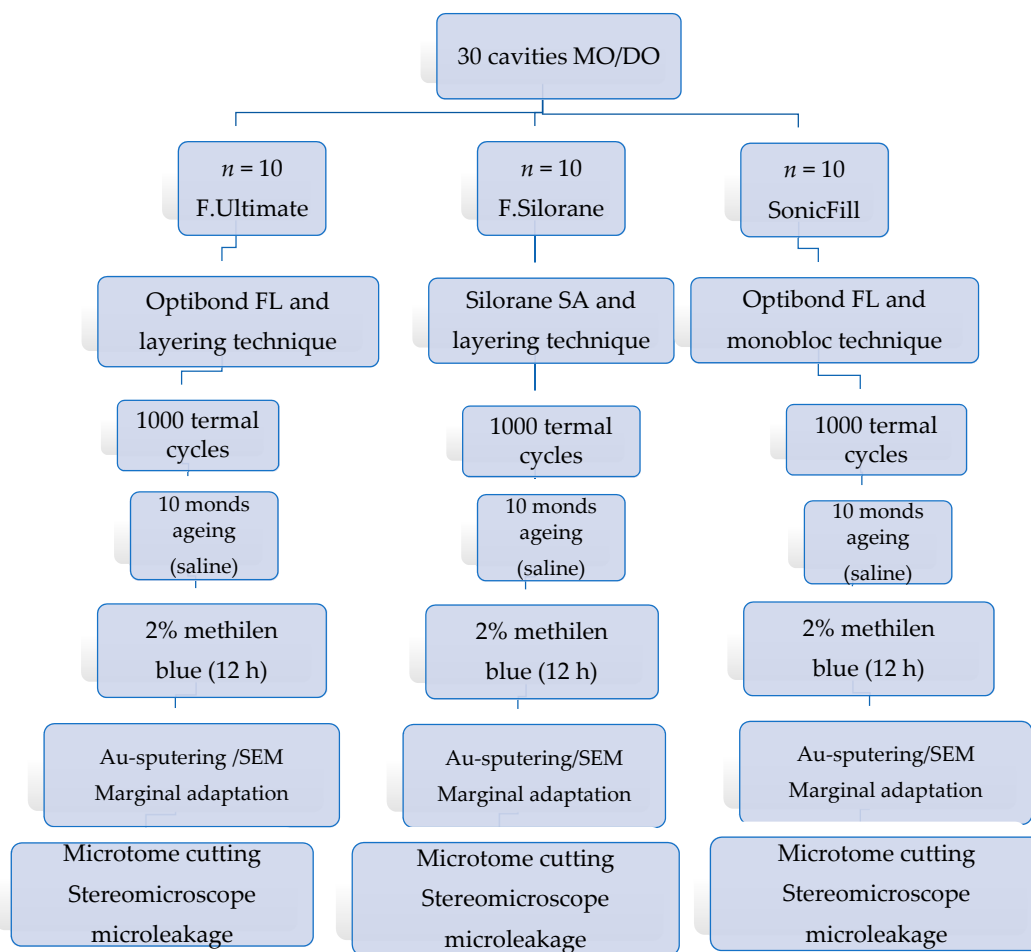 30 cavities MO/DO
n = 10
F.Ultimate
n = 10
F.Silorane
n = 10
SonicFill
Optibond FL and
layering technique
Silorane SA and
layering technique
Optibond FL and
monobloc technique
1000 termal
cycles
1000 termal
cycles
1000 termal
cycles
10 monds
ageing
(saline)
10 monds
ageing
(saline)
10 monds
ageing
(saline)
2% methilen
blue (12 h)
2% methilen
blue (12 h)
2% methilen
blue (12 h)
Au-sputering /SEM
Marginal adaptation
Au-sputering/SEM
Marginal adaptation
Au-sputering/SEM
Marginal adaptation
Microtome cutting
Stereomicroscope
microleakage
Microtome cutting
Stereomicroscope
microleakage
Microtome cutting
Stereomicroscope
microleakage